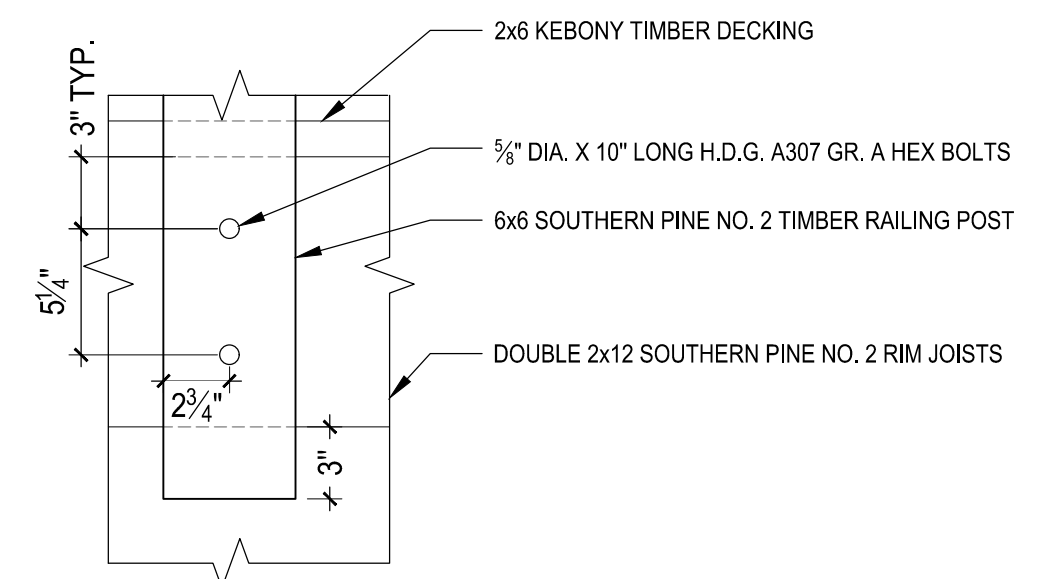 2x6 KEBONY TIMBER DECKING
3" TYP.
⅝" DIA. X 10" LONG H.D.G. A307 GR. A HEX BOLTS
6x6 SOUTHERN PINE NO. 2 TIMBER RAILING POST
5¼"
DOUBLE 2x12 SOUTHERN PINE NO. 2 RIM JOISTS
2¾"
3"